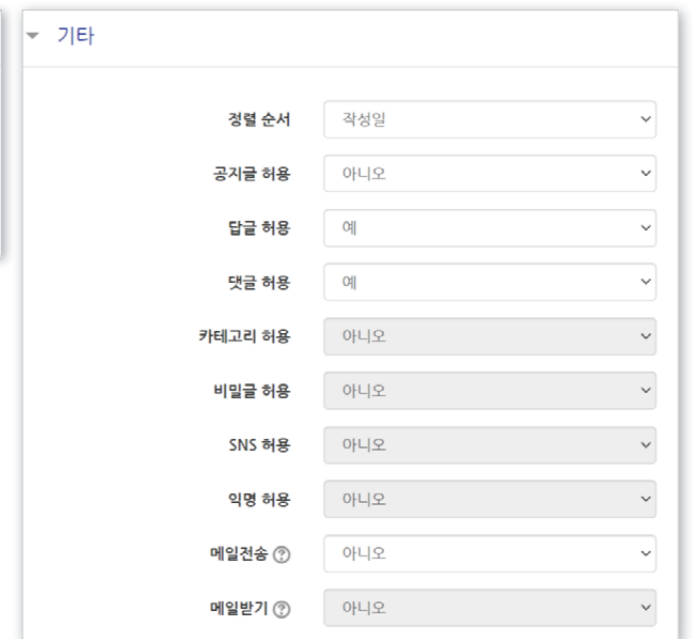 기타
정렬 순서 작성일
공지글 허용 아니오
답글 허용 예
댓글 허용 예
카테고리 허용 아니오
비밀글 허용 아니오
SNS 허용 아니오
익명 허용 아니오
메일전송 ? 아니오
메일받기 ? 아니오